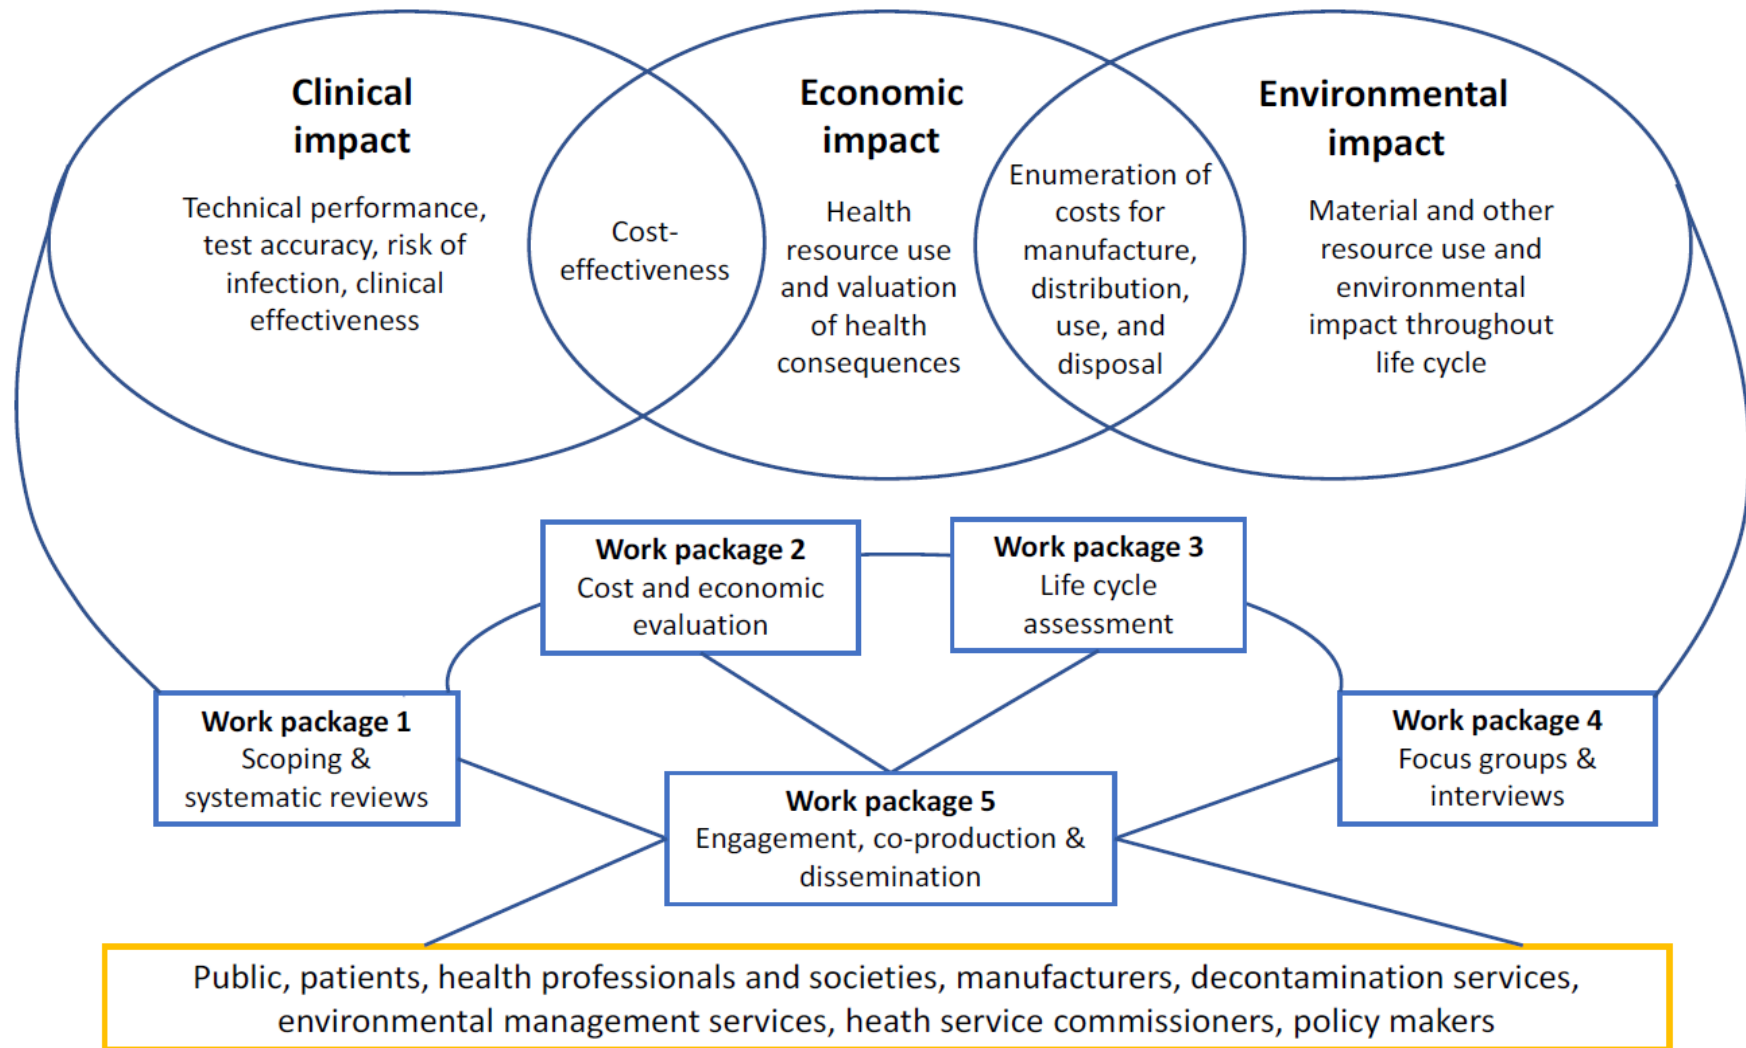 Clinical
impact
Technical performance,
test accuracy, risk of
infection, clinical
effectiveness
Cost-
effectiveness
Economic
impact
Health
resource use
and valuation
of health
consequences
Enumeration of
costs for
manufacture,
distribution,
use, and
disposal
Environmental
impact
Material and other
resource use and
environmental
impact throughout
life cycle
Work package 2
Cost and economic
evaluation
Work package 3
Life cycle
assessment
Work package 1
Scoping &
systematic reviews
Work package 4
Focus groups &
interviews
Work package 5
Engagement, co-production &
dissemination
Public, patients, health professionals and societies, manufacturers, decontamination services,
environmental management services, heath service commissioners, policy makers